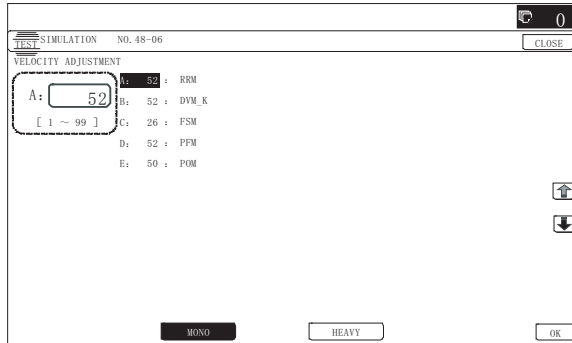 0
TEST SIMULATION NO. 48-06
CLOSE
VELOCITY ADJUSTMENT
A: 52
[ 1 ~ 99 ]
A: 52 : RRM
B: 52 : DVM_K
C: 26 : FSM
D: 52 : PFM
E: 50 : POM
MONO HEAVY OK